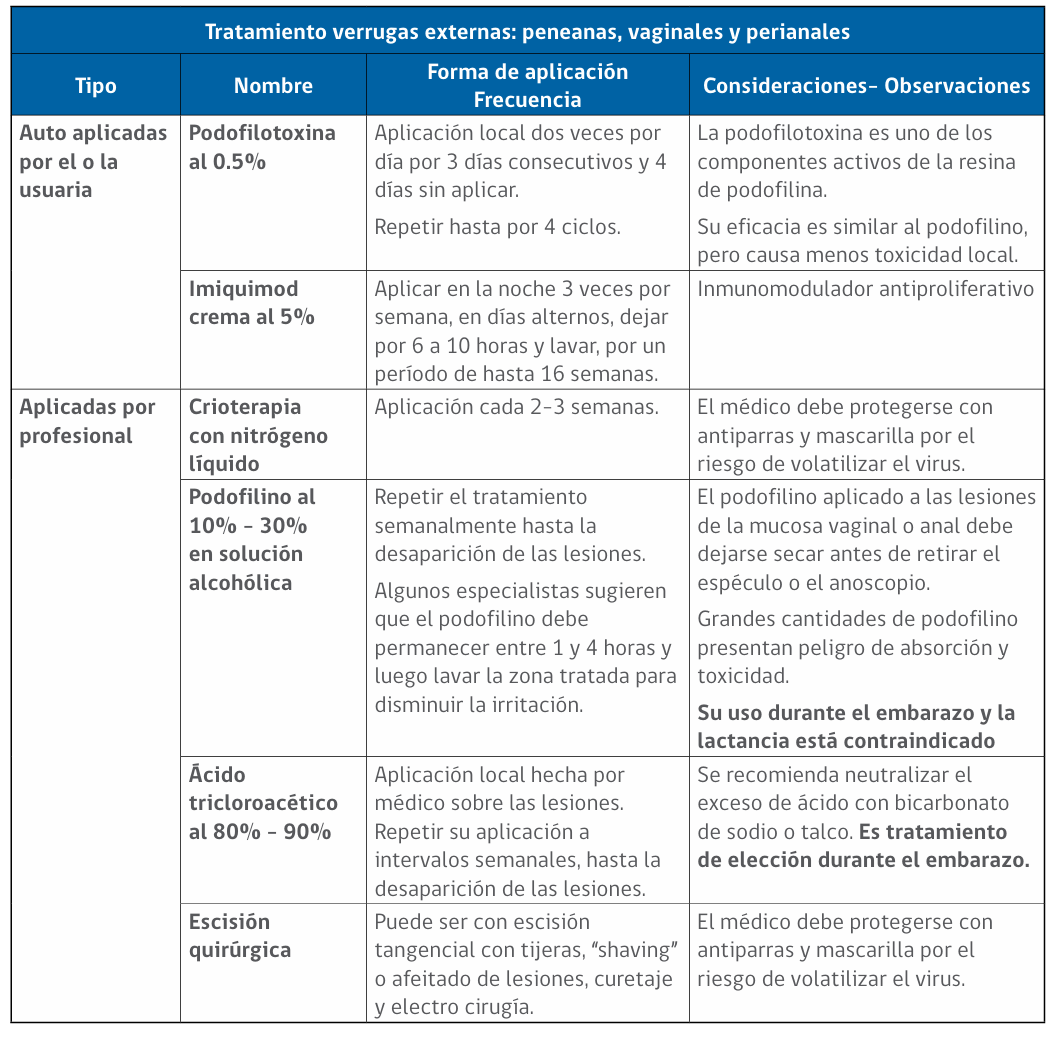 Tratamiento verrugas externas: peneanas, vaginales y perianales
Tipo
Nombre
Forma de aplicación
Frecuencia
Consideraciones- Observaciones
Auto aplicadas
por el o la
usuaria
Podofilotoxina
al 0.5%
Aplicación local dos veces por
día por 3 días consecutivos y 4
días sin aplicar.
Repetir hasta por 4 ciclos.
La podofilotoxina es uno de los
componentes activos de la resina
de podofilina.
Su eficacia es similar al podofilino,
pero causa menos toxicidad local.
Imiquimod
crema al 5%
Aplicar en la noche 3 veces por
semana, en días alternos, dejar
por 6 a 10 horas y lavar, por un
período de hasta 16 semanas.
Inmunomodulador antiproliferativo
Aplicadas por
profesional
Crioterapia
con nitrógeno
líquido
Aplicación cada 2-3 semanas.
El médico debe protegerse con
antiparras y mascarilla por el
riesgo de volatilizar el virus.
Podofilino al
10% - 30%
en solución
alcohólica
Repetir el tratamiento
semanalmente hasta la
desaparición de las lesiones.
Algunos especialistas sugieren
que el podofilino debe
permanecer entre 1 y 4 horas y
luego lavar la zona tratada para
disminuir la irritación.
El podofilino aplicado a las lesiones
de la mucosa vaginal o anal debe
dejarse secar antes de retirar el
espéculo o el anoscopio.
Grandes cantidades de podofilino
presentan peligro de absorción y
toxicidad.
Su uso durante el embarazo y la
lactancia está contraindicado
Ácido
tricloroacético
al 80% - 90%
Aplicación local hecha por
médico sobre las lesiones.
Repetir su aplicación a
intervalos semanales, hasta la
desaparición de las lesiones.
Se recomienda neutralizar el
exceso de ácido con bicarbonato
de sodio o talco. Es tratamiento
de elección durante el embarazo.
Escisión
quirúrgica
Puede ser con escisión
tangencial con tijeras, "shaving"
o afeitado de lesiones, curetaje
y electro cirugía.
El médico debe protegerse con
antiparras y mascarilla por el
riesgo de volatilizar el virus.